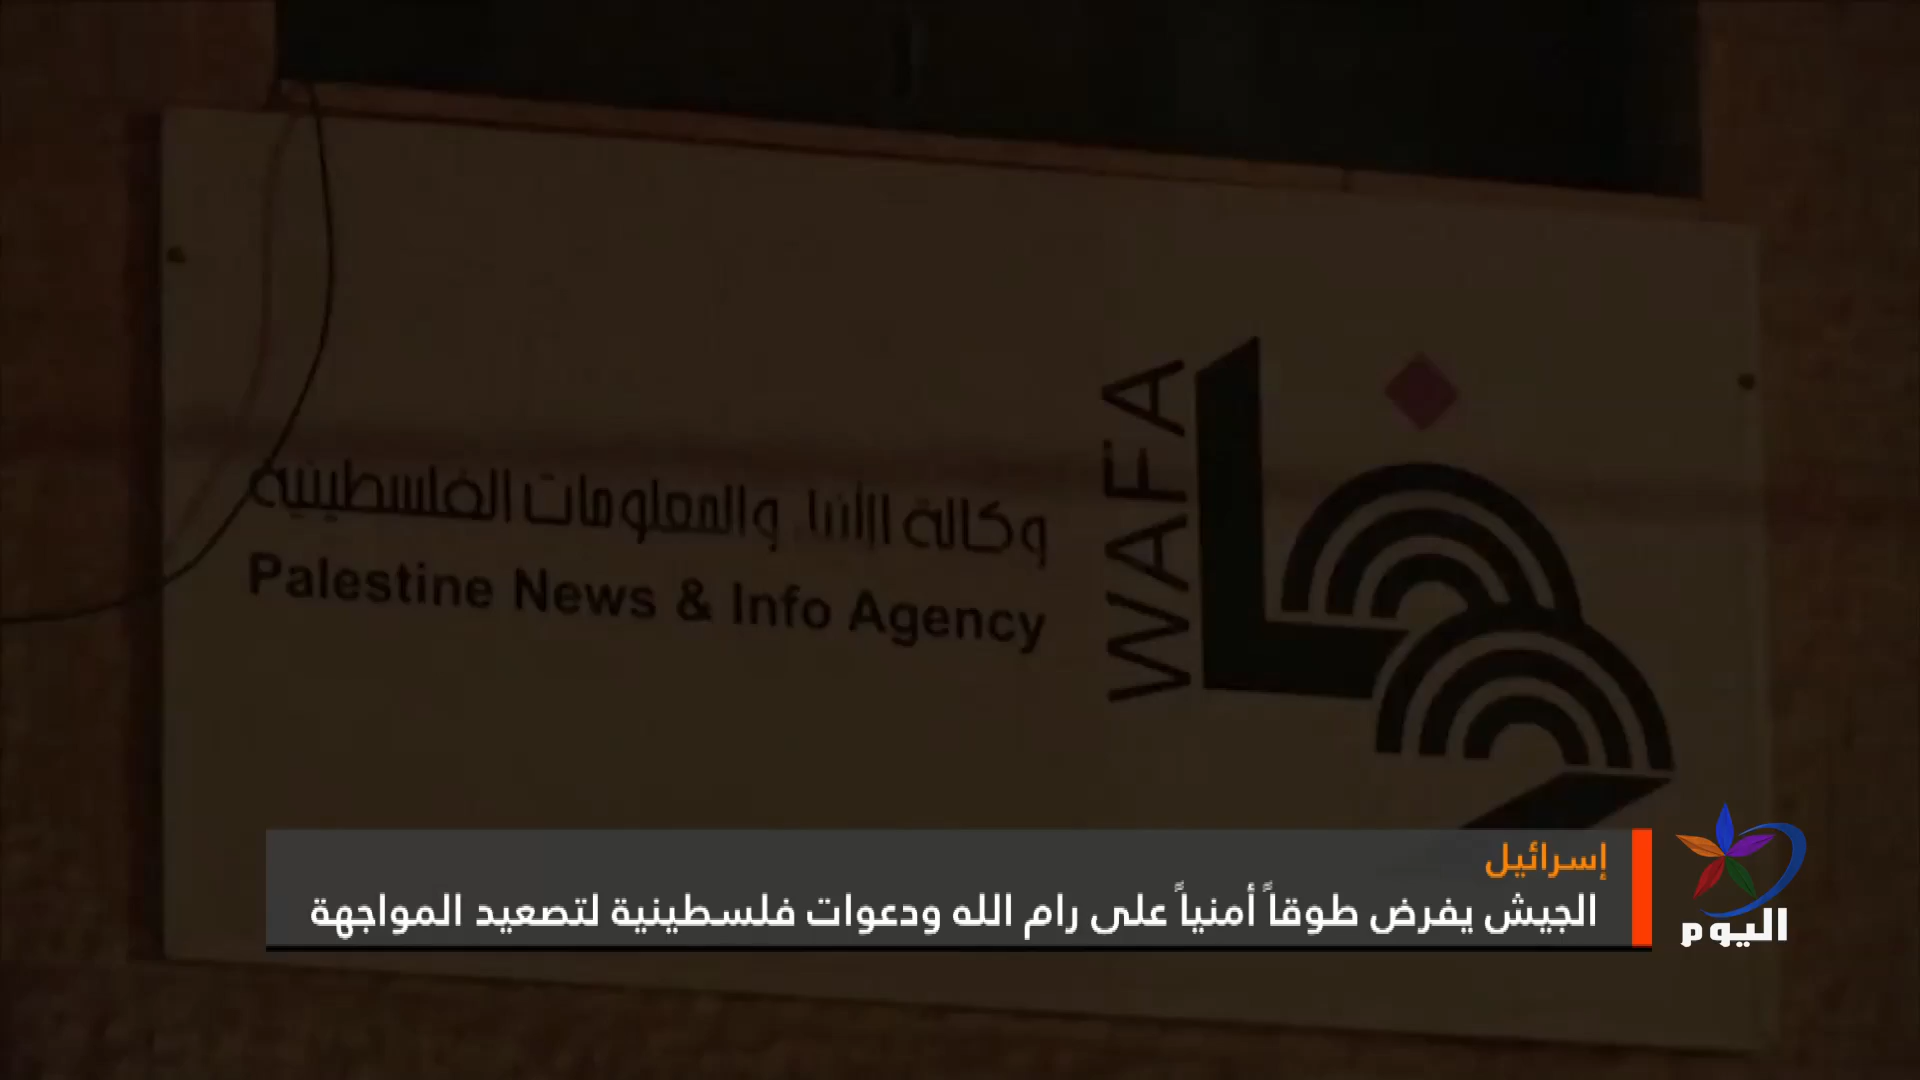 وكالة الأنباء والمعلومات الفلسطينية
Palestine News & Info Agency
WAFA
وفا
إسرائيل
الجيش يفرض طوقاً أمنياً على رام الله ودعوات فلسطينية لتصعيد المواجهة
اليوم